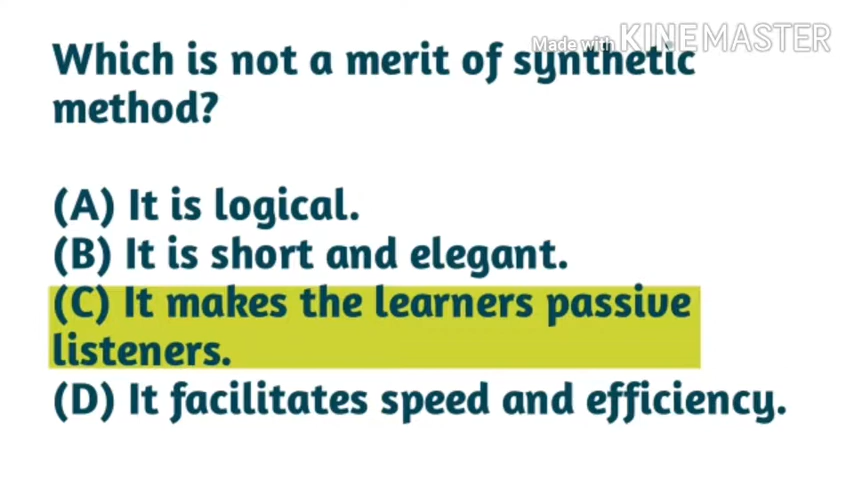 Made with KINEMASTER
Which is not a merit of synthetic
method?
(A) It is logical.
(B) It is short and elegant.
(C) It makes the learners passive
listeners.
(D) It facilitates speed and efficiency.